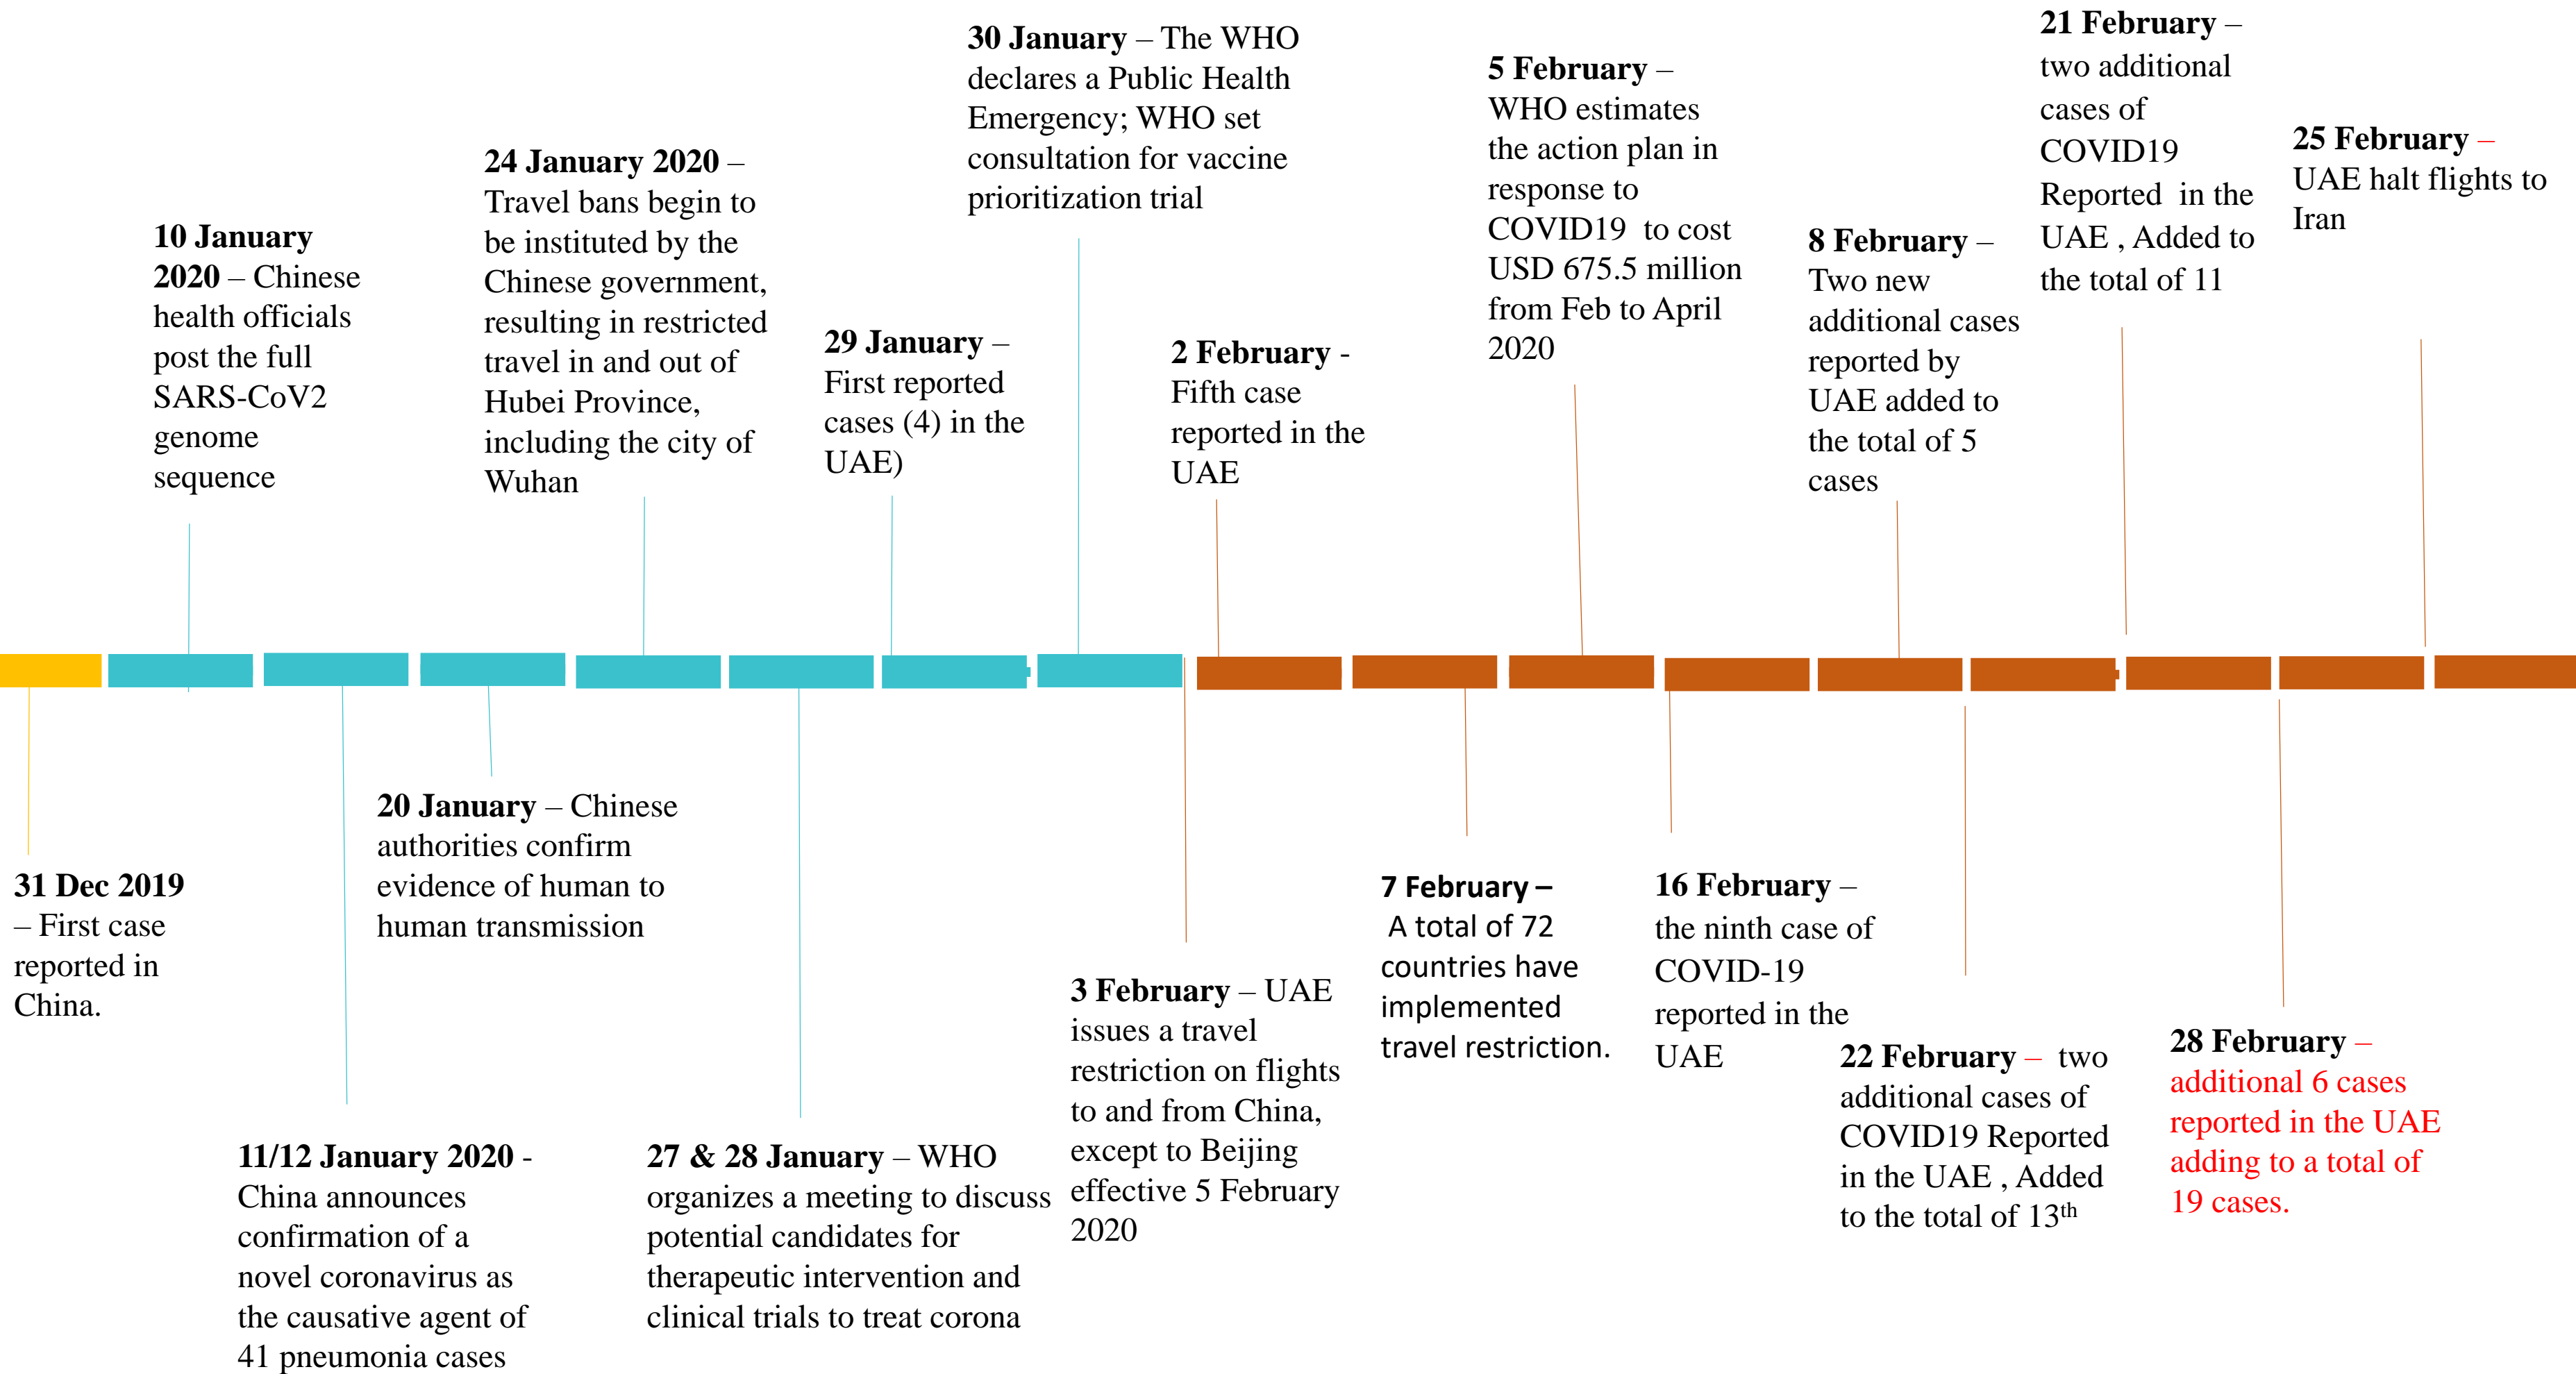 31 Dec 2019
– First case
reported in
China.
10 January
2020 – Chinese
health officials
post the full
SARS-CoV2
genome
sequence
11/12 January 2020 -
China announces
confirmation of a
novel coronavirus as
the causative agent of
41 pneumonia cases
20 January – Chinese
authorities confirm
evidence of human to
human transmission
24 January 2020 –
Travel bans begin to
be instituted by the
Chinese government,
resulting in restricted
travel in and out of
Hubei Province,
including the city of
Wuhan
27 & 28 January – WHO
organizes a meeting to discuss
potential candidates for
therapeutic intervention and
clinical trials to treat corona
29 January –
First reported
cases (4) in the
UAE)
30 January – The WHO
declares a Public Health
Emergency; WHO set
consultation for vaccine
prioritization trial
2 February -
Fifth case
reported in the
UAE
3 February – UAE
issues a travel
restriction on flights
to and from China,
except to Beijing
effective 5 February
2020
5 February –
WHO estimates
the action plan in
response to
COVID19 to cost
USD 675.5 million
from Feb to April
2020
7 February –
A total of 72
countries have
implemented
travel restriction.
8 February –
Two new
additional cases
reported by
UAE added to
the total of 5
cases
16 February –
the ninth case of
COVID-19
reported in the
UAE
21 February –
two additional
cases of
COVID19
Reported in the
UAE , Added to
the total of 11
22 February – two
additional cases of
COVID19 Reported
in the UAE , Added
to the total of 13th
25 February –
UAE halt flights to
Iran
28 February –
additional 6 cases
reported in the UAE
adding to a total of
19 cases.